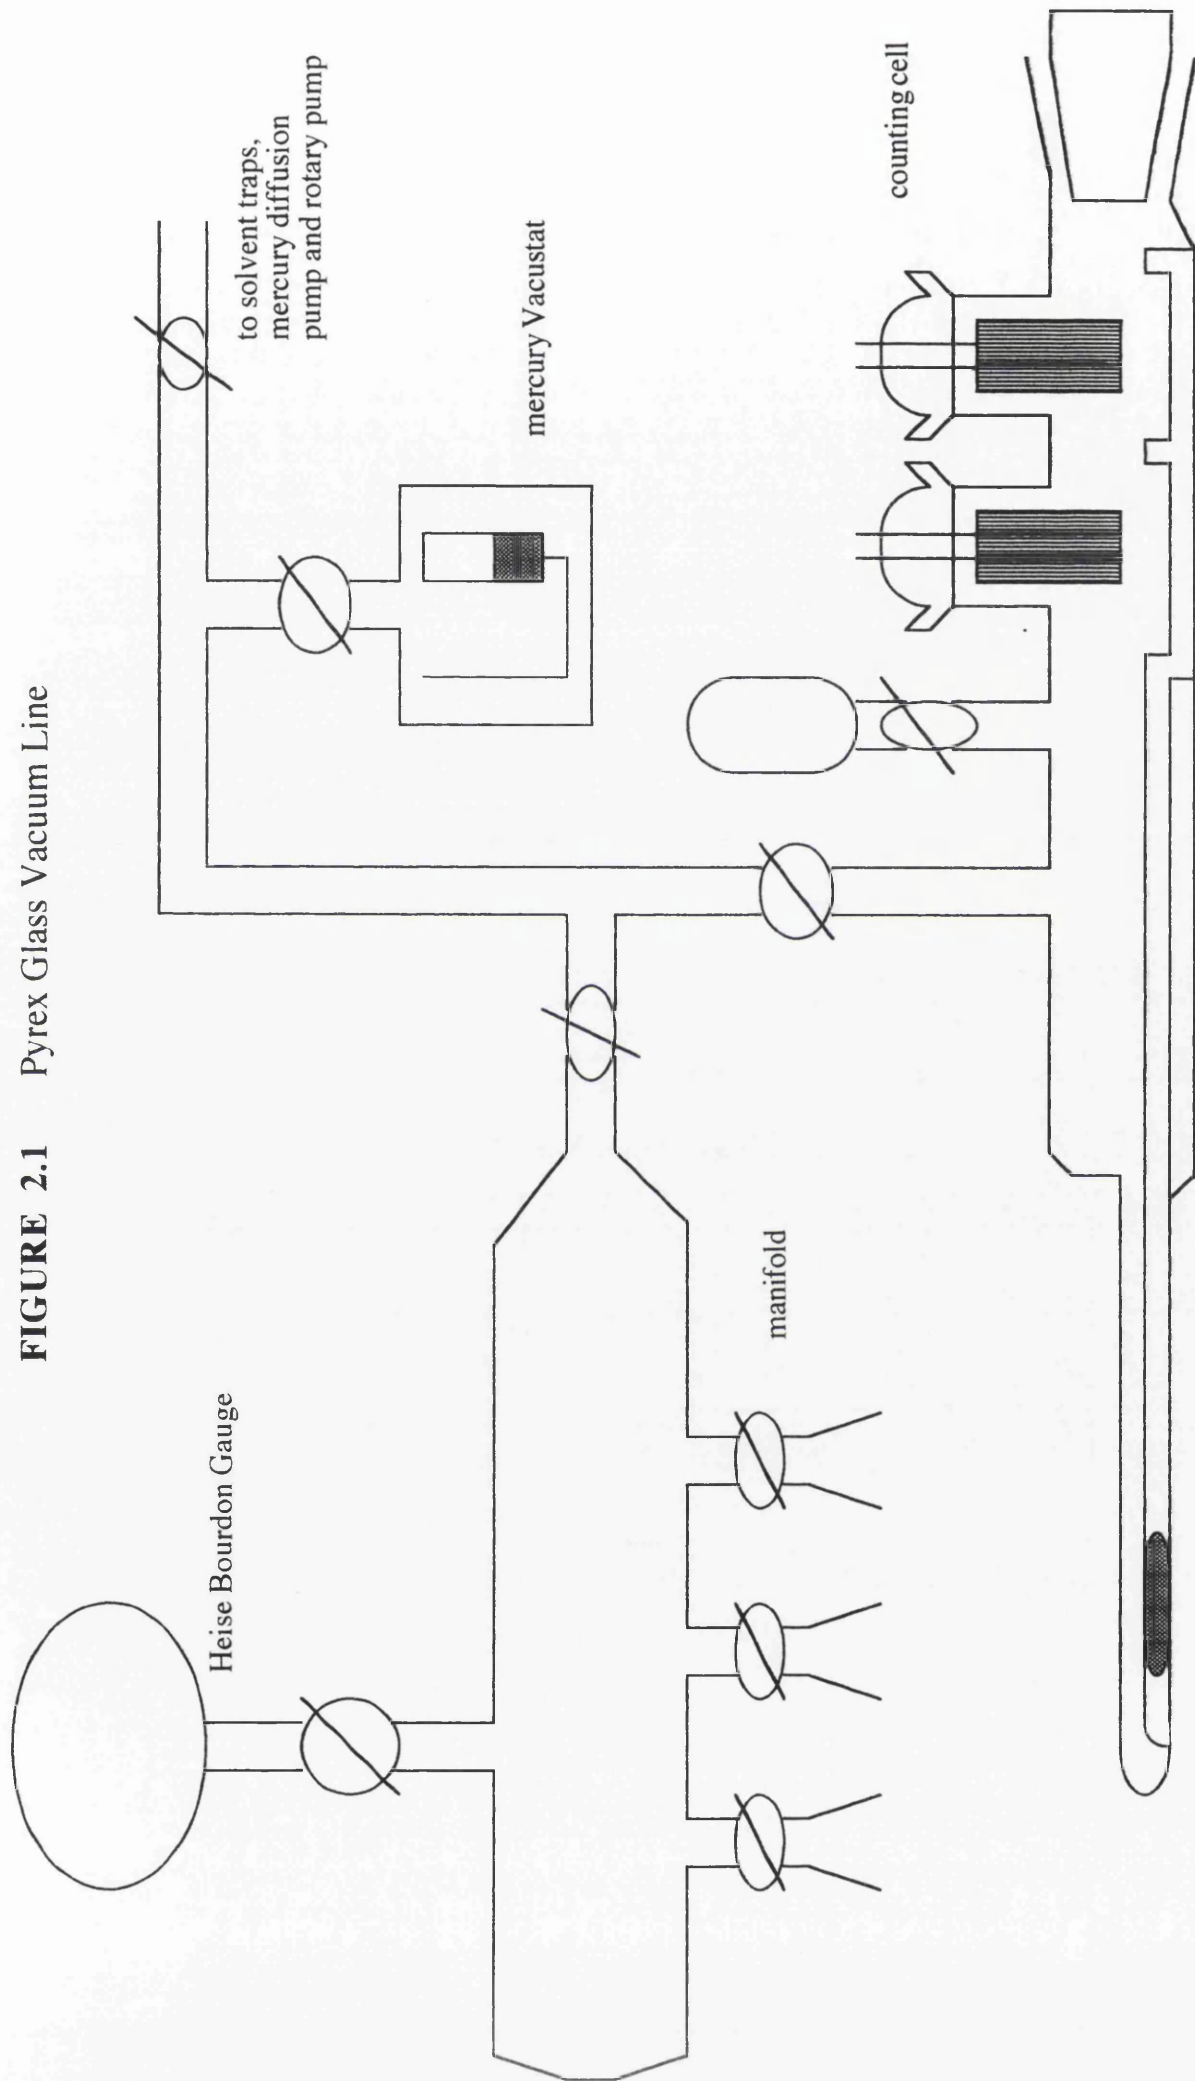 FIGURE 2.1 Pyrex Glass Vacuum Line
Heise Bourdon Gauge
to solvent traps,
mercury diffusion
pump and rotary pump
mercury Vacustat
manifold
counting cell